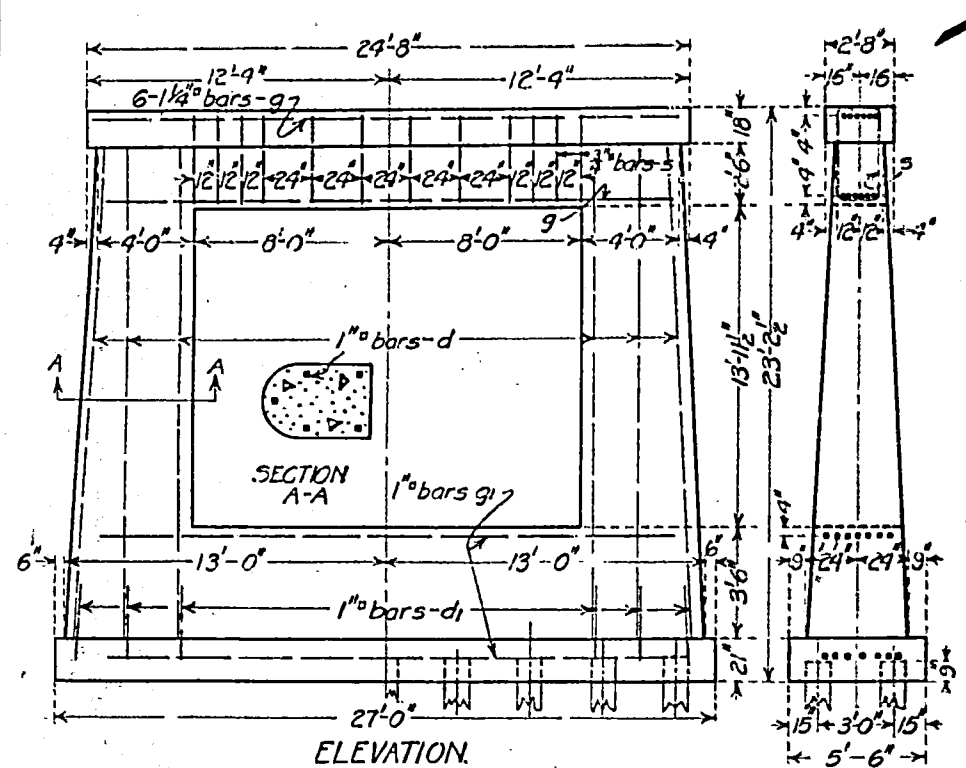 24'-8"
2'-8"
12'-4" 12'-4"
15" 16
6-1¼"▫ bars-g
18"
4"
12" 12" 12" 24" 24" 24" 24" 24" 12" 12" 12" ¾" bars-s
2'-6"
4"
s
g
4" 4'-0" 8'-0" 8'-0" 4'-0" 4"
4" 12" 12" 4"
1"▫ bars-d
13'-11½"
23'-2½"
A A
SECTION
A-A
1"▫ bars g1
4"
6" 13'-0" 13'-0" 6"
3'-6"
9" 24" 24" 9"
1"▫ bars-d1
21"
9"
27'-0"
15" 3'-0" 15"
5'-6"
ELEVATION.